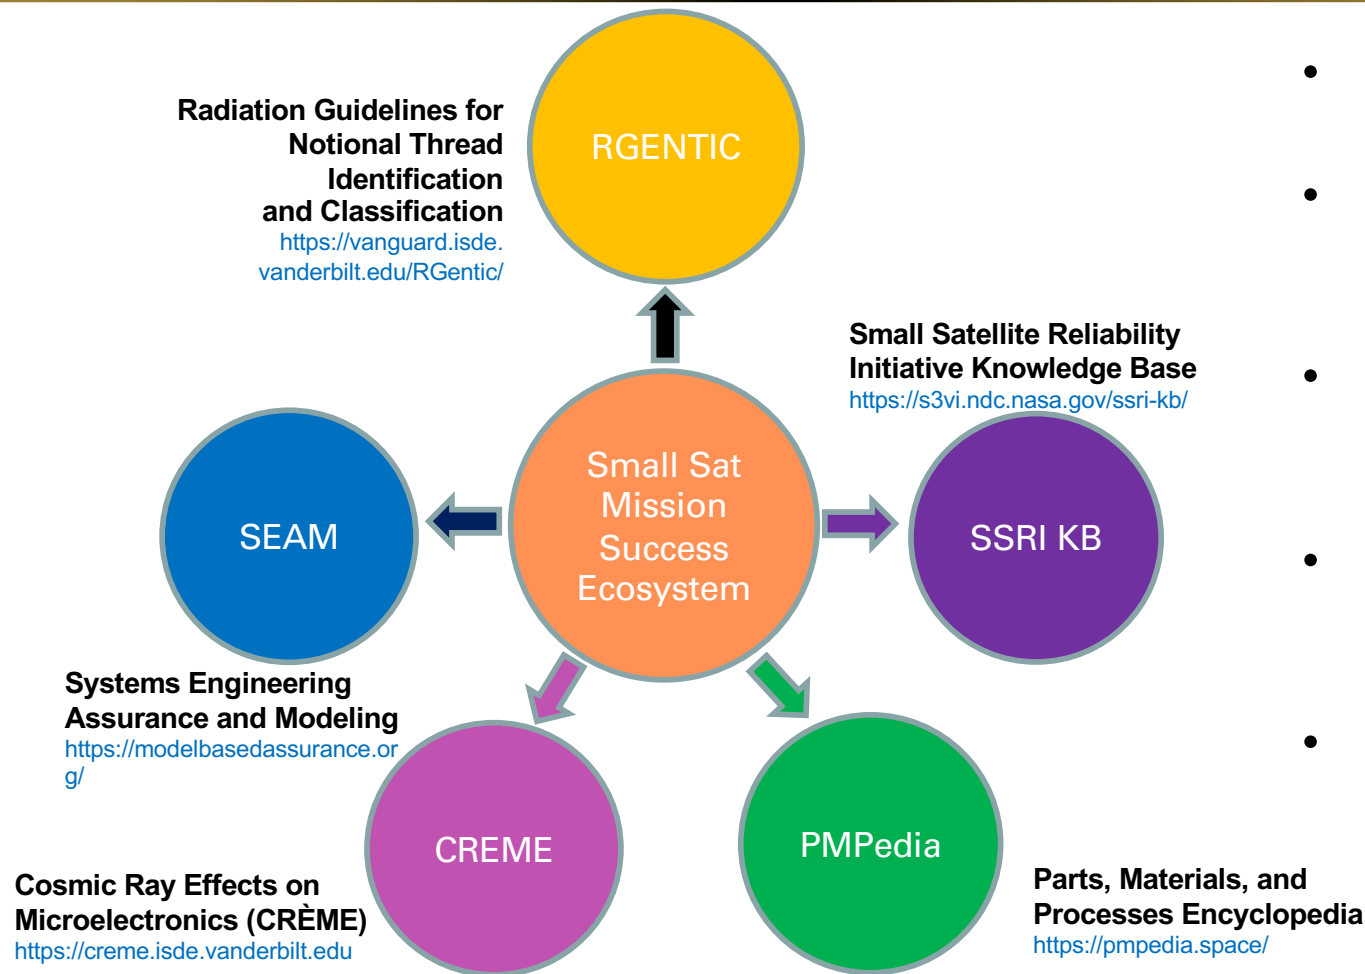 Radiation Guidelines for
Notional Thread
Identification
and Classification
https://vanguard.isde.
vanderbilt.edu/RGentic/
RGENTIC
Small Satellite Reliability
Initiative Knowledge Base
https://s3vi.ndc.nasa.gov/ssri-kb/
Small Sat
Mission
Success
Ecosystem
SEAM
SSRI KB
Systems Engineering
Assurance and Modeling
https://modelbasedassurance.or
g/
CREME
PMPedia
Cosmic Ray Effects on
Microelectronics (CRÈME)
https://creme.isde.vanderbilt.edu
Parts, Materials, and
Processes Encyclopedia
https://pmpedia.space/
•
•
•
•
•